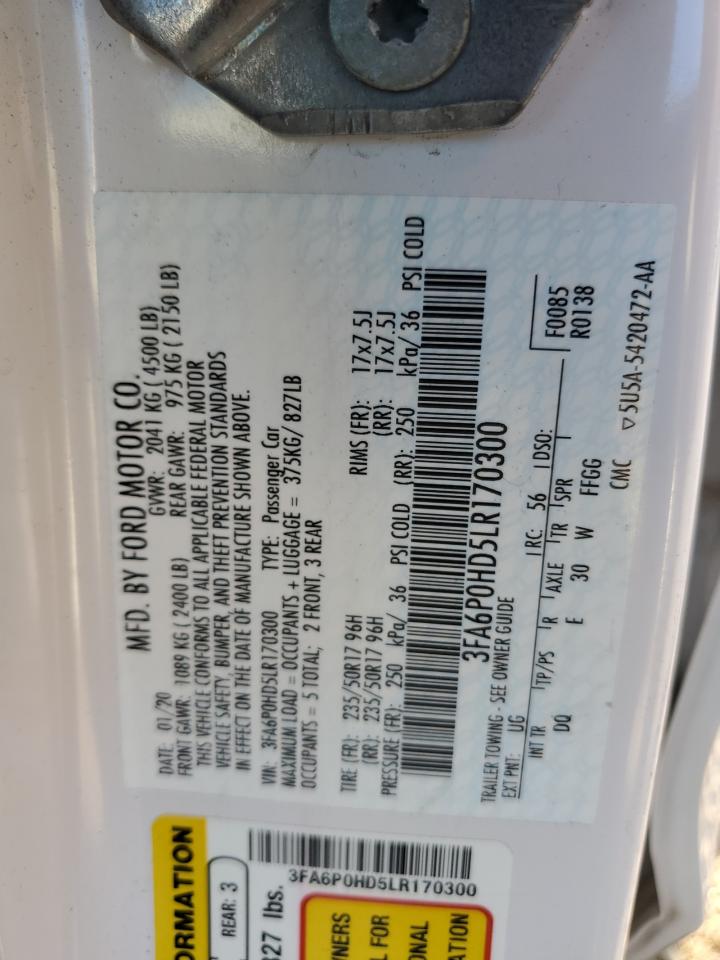 MFD. BY FORD MOTOR CO.
DATE: 01/20 GVWR: 2041 KG ( 4500 LB)
FRONT GAWR: 1089 KG ( 2400 LB) REAR GAWR: 975 KG ( 2150 LB)
THIS VEHICLE CONFORMS TO ALL APPLICABLE FEDERAL MOTOR
VEHICLE SAFETY, BUMPER, AND THEFT PREVENTION STANDARDS
IN EFFECT ON THE DATE OF MANUFACTURE SHOWN ABOVE.
VIN: 3FA6P0HD5LR170300 TYPE: Passenger Car
MAXIMUM LOAD = OCCUPANTS + LUGGAGE = 375KG/ 827LB
OCCUPANTS = 5 TOTAL; 2 FRONT, 3 REAR
TIRE (FR): 235/50R17 96H RIMS (FR): 17x7.5J
(RR): 235/50R17 96H (RR): 17x7.5J
PRESSURE (FR): 250 kPa/ 36 PSI COLD (RR): 250 kPa/ 36 PSI COLD
3FA6P0HD5LR170300
TRAILER TOWING - SEE OWNER GUIDE
EXT PNT: UG RC: 56 DSO: F0085
R0138
INT TR TP/PS R AXLE TR SPR
DQ E 30 W FFGG
CMC ▽5U5A-5420472-AA
ORMATION
REAR: 3
827 lbs.
3FA6P0HD5LR170300
WNERS
L FOR
ONAL
ATION